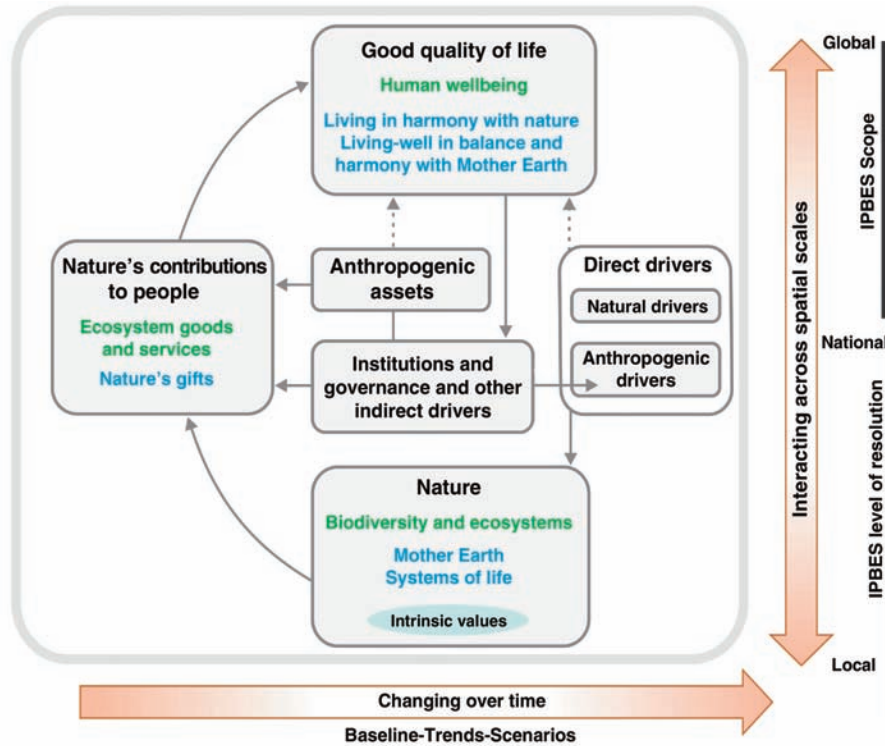 Good quality of life
Human wellbeing
Living in harmony with nature
Living-well in balance and
harmony with Mother Earth
Nature's contributions
to people
Ecosystem goods
and services
Nature's gifts
Anthropogenic
assets
Institutions and
governance and other
indirect drivers
Direct drivers
Natural drivers
Anthropogenic
drivers
Nature
Biodiversity and ecosystems
Mother Earth
Systems of life
Intrinsic values
Changing over time
Baseline-Trends-Scenarios
Interacting across spatial scales
Global
National
Local
IPBES Scope
IPBES level of resolution